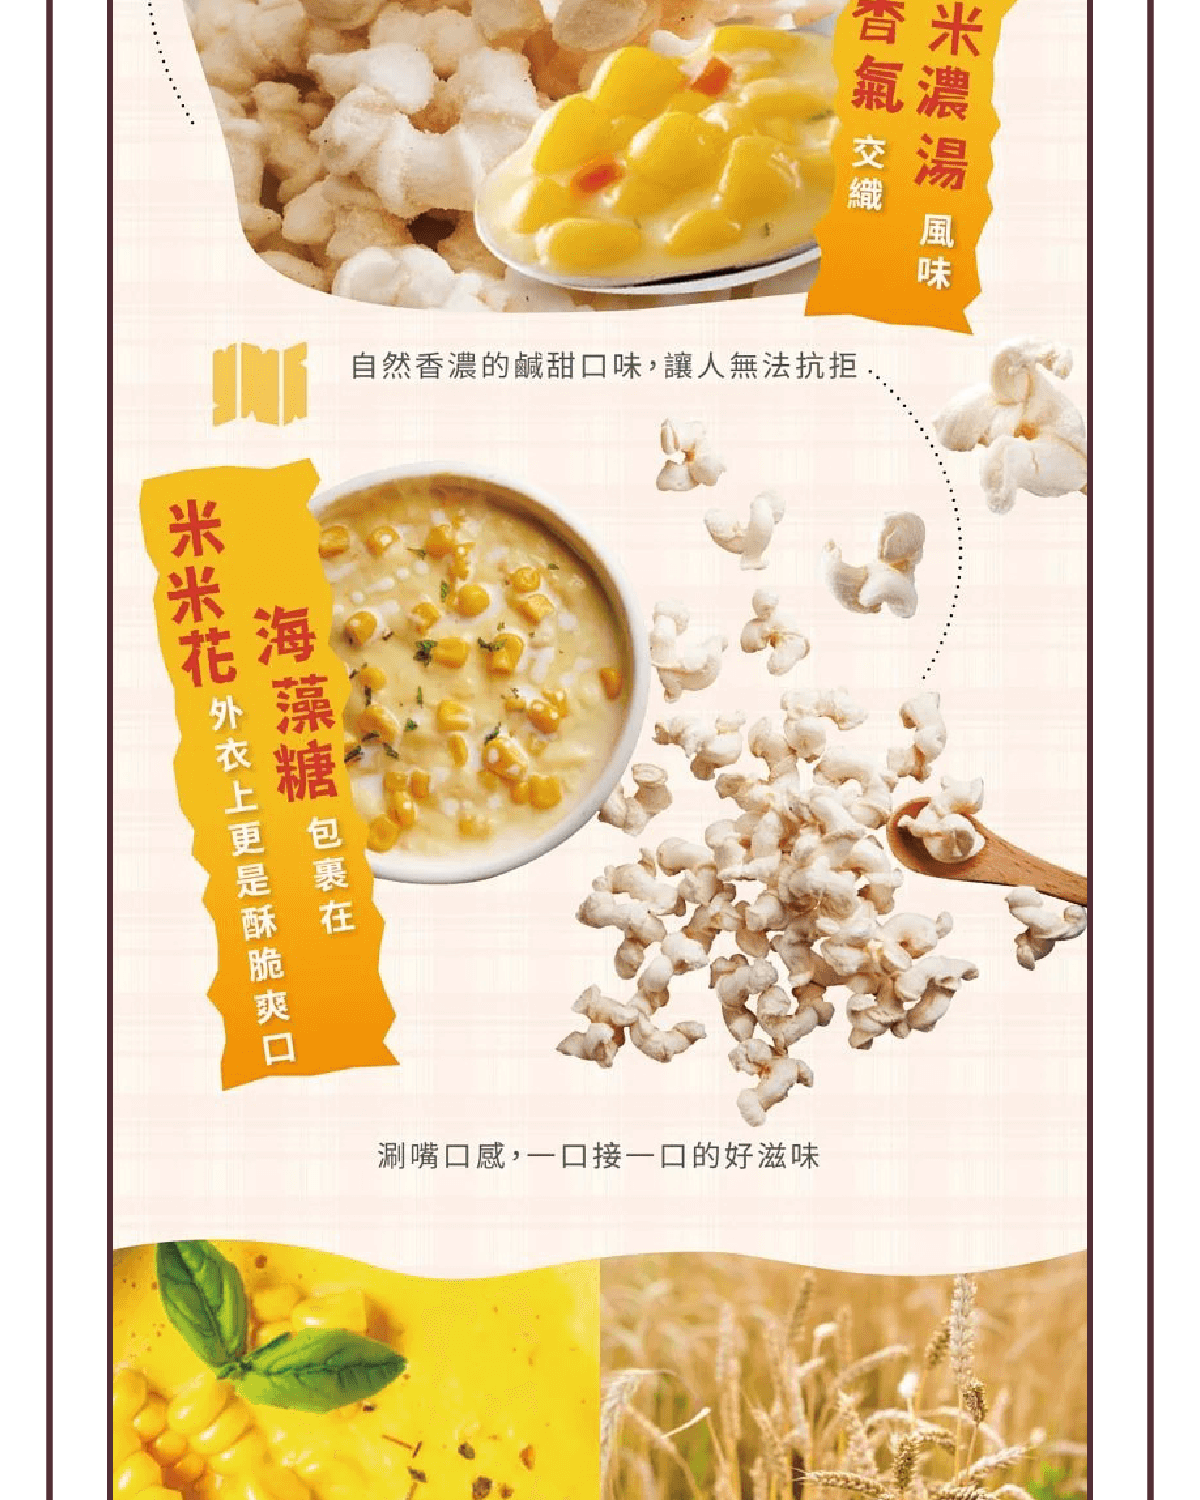 米濃湯風味
香氣交織
自然香濃的鹹甜口味，讓人無法抗拒
海藻糖包裹在
米米花外衣上更是酥脆爽口
涮嘴口感，一口接一口的好滋味